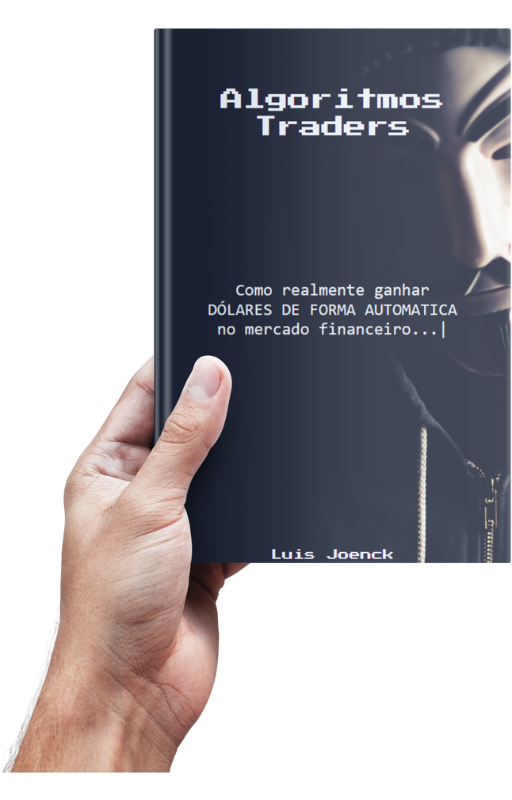 Algoritmos
Traders
Como realmente ganhar
DÓLARES DE FORMA AUTOMATICA
no mercado financeiro...|
Luis Joenck